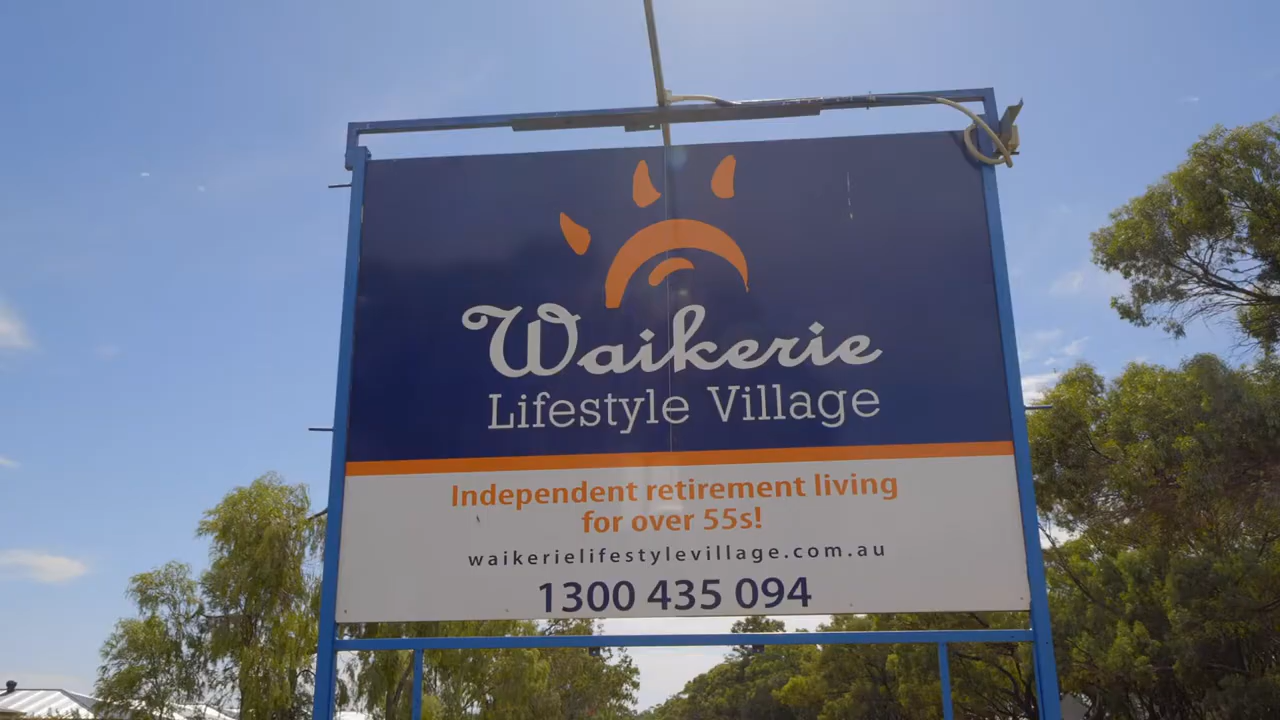 Waikerie
Lifestyle Village
Independent retirement living
for over 55s!
waikerielifestylevillage.com.au
1300 435 094